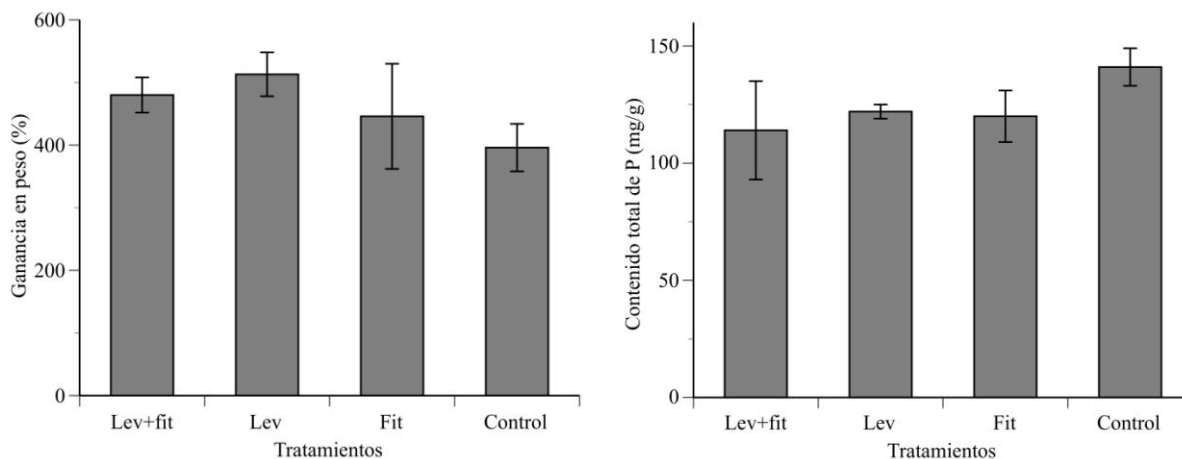 Ganancia en peso (%)
600
400
200
0
Lev+fit Lev Fit Control
Tratamientos
Contenido total de P (mg/g)
150
100
50
0
Lev+fit Lev Fit Control
Tratamientos